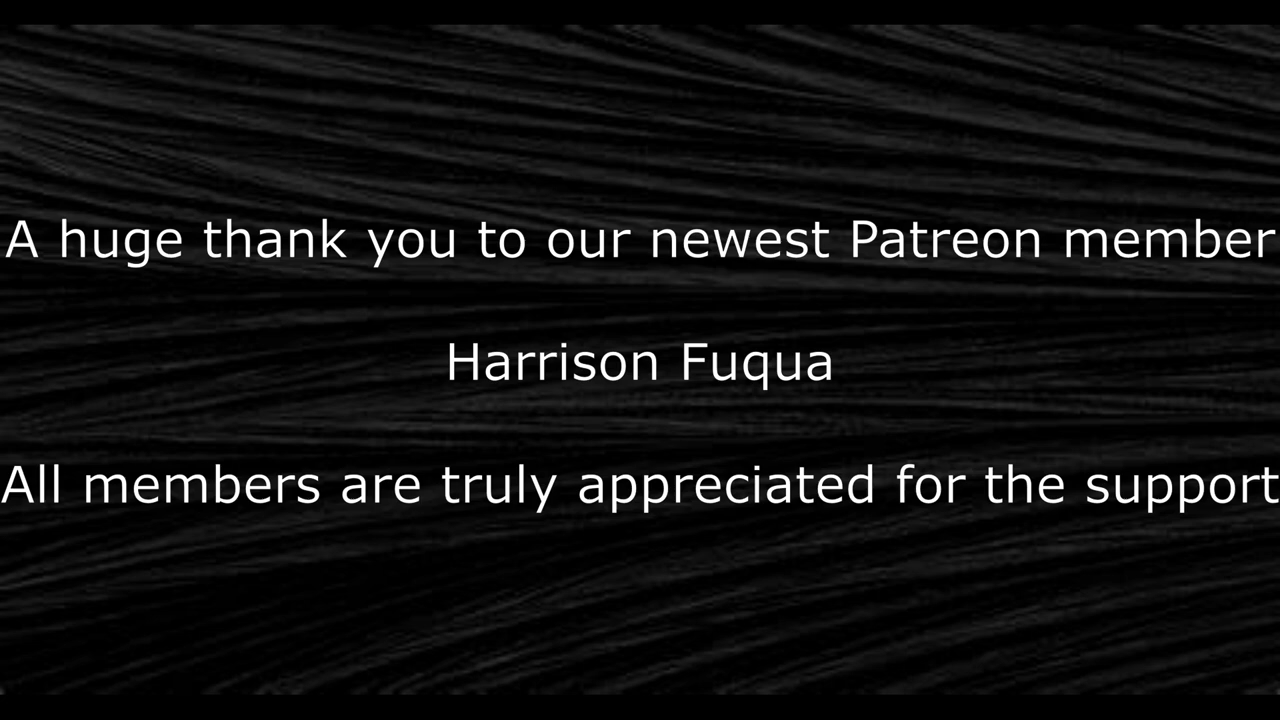 A huge thank you to our newest Patreon member
Harrison Fuqua
All members are truly appreciated for the support